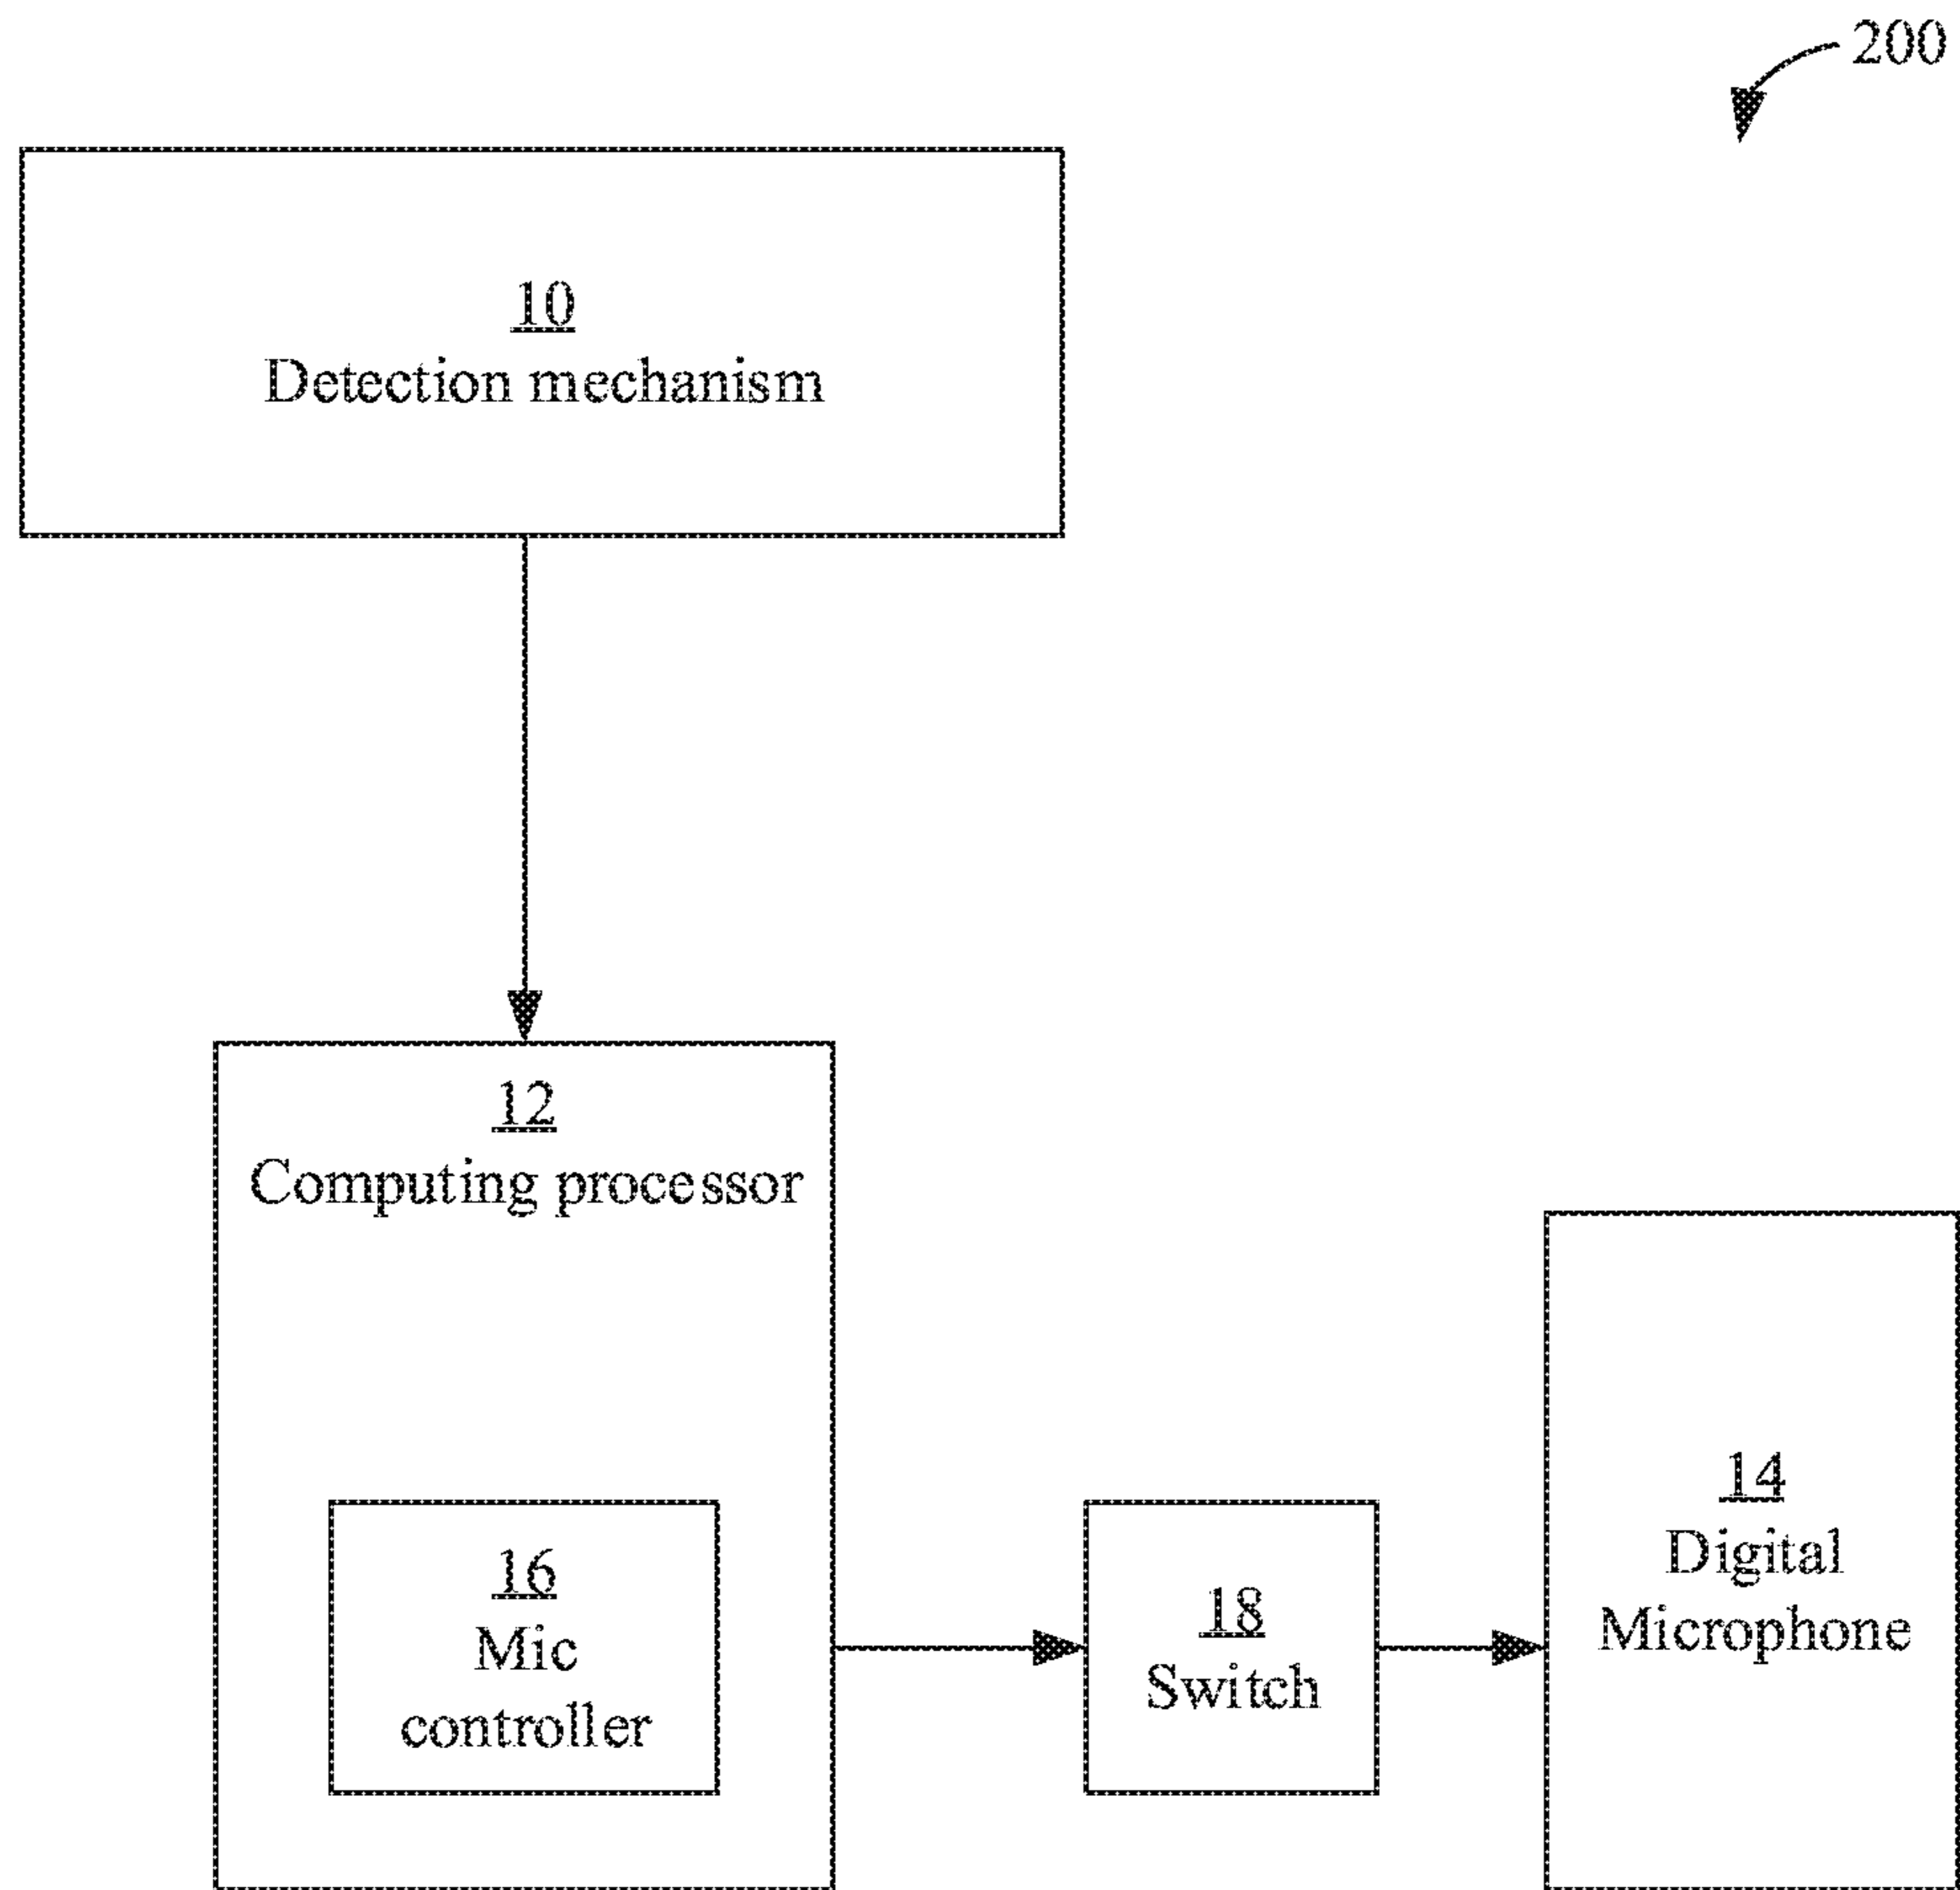 200
10
Detection mechanism
12
Computing processor
16
Mic
controller
18
Switch
14
Digital
Microphone